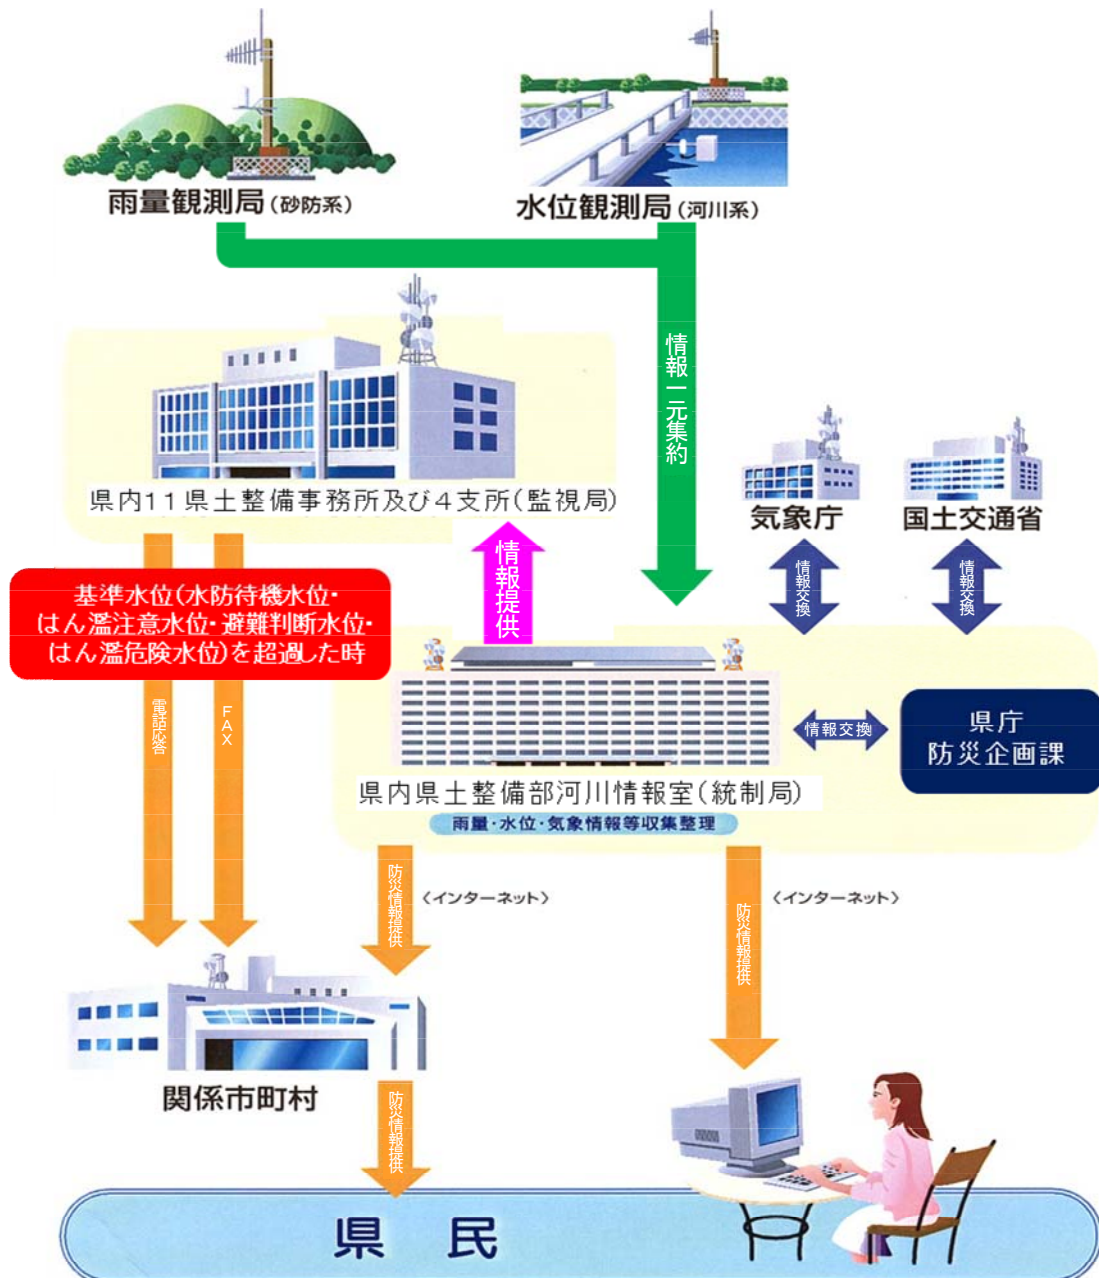 雨量観測局(砂防系)
水位観測局(河川系)
情報一元集約
県内11県土整備事務所及び4支所(監視局)
気象庁
国土交通省
情報提供
情報交換
情報交換
基準水位(水防待機水位・
はん濫注意水位・避難判断水位・
はん濫危険水位)を超過した時
電話応答
FAX
情報交換
県庁
防災企画課
県内県土整備部河川情報室(統制局)
雨量・水位・気象情報等収集整理
防災情報提供
〈インターネット〉
防災情報提供
〈インターネット〉
関係市町村
防災情報提供
県 民